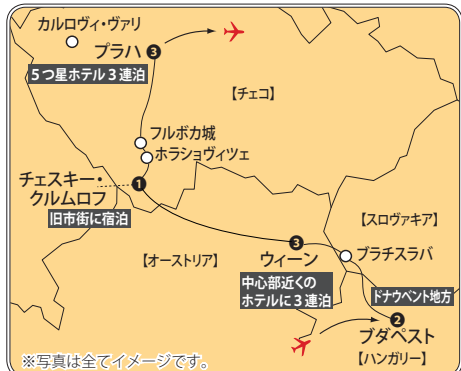 カルロヴィ・ヴァリ
プラハ
3
5つ星ホテル3連泊
【チェコ】
フルボカ城
ホラショヴィツェ
チェスキー・
クルムロフ
1
旧市街に宿泊
【スロヴァキア】
【オーストリア】
3
ウィーン
ブラチスラバ
中心部近くの
ホテルに3連泊
ドナウベント地方
2
ブダペスト
【ハンガリー】
※写真は全てイメージです。